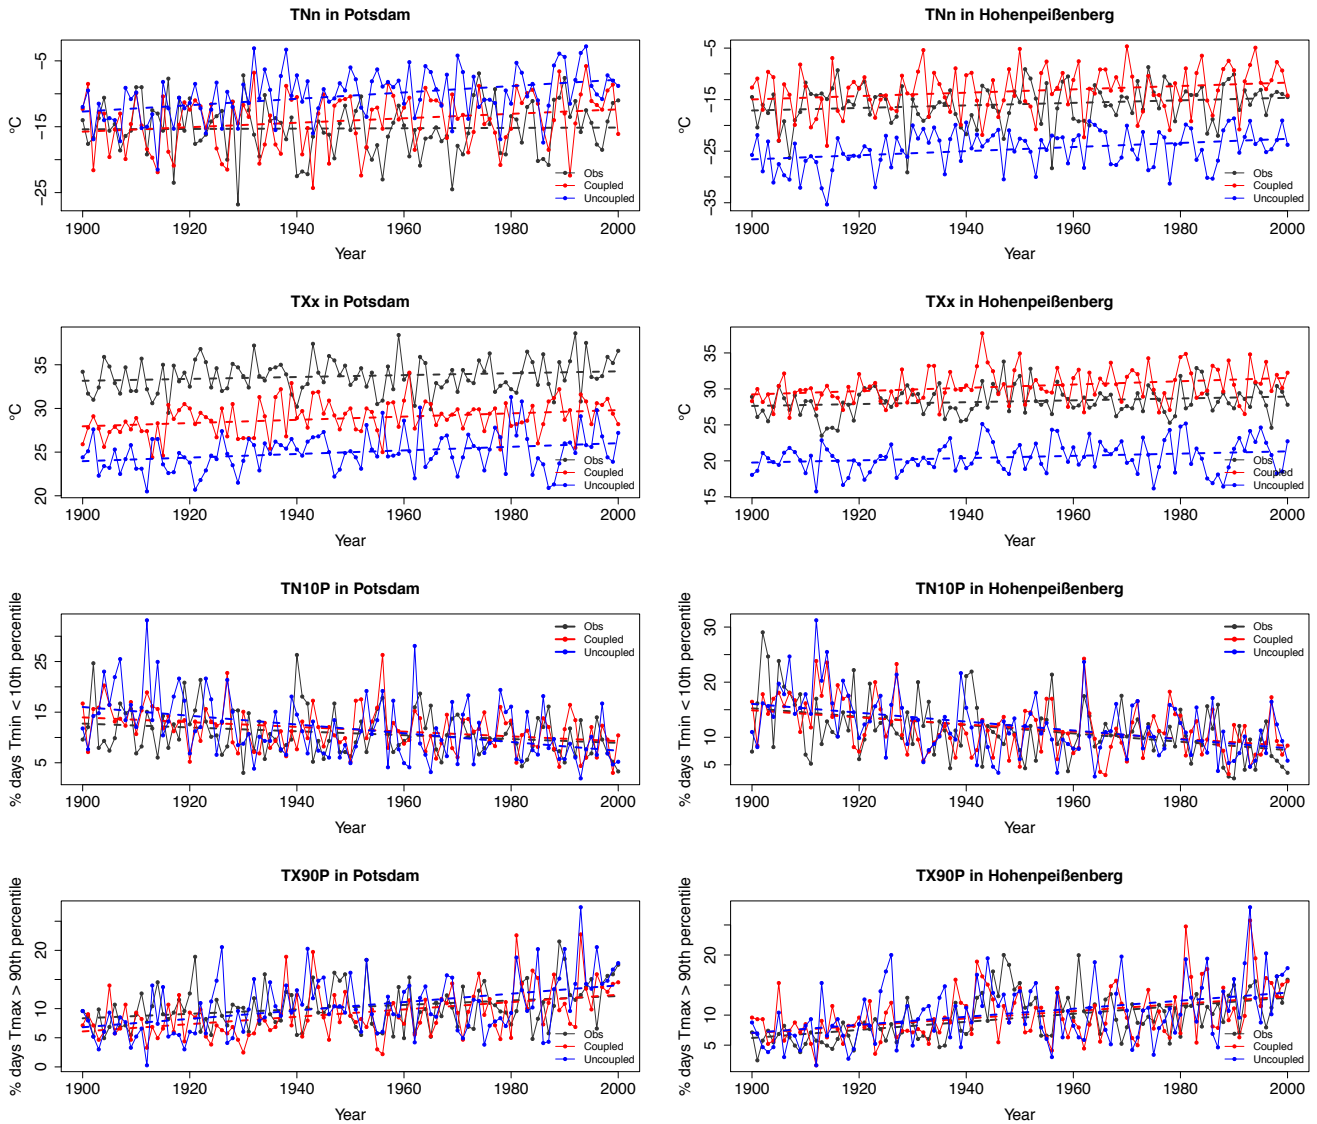 TNn in Potsdam
°C
−5
−15
−25
Obs
Coupled
Uncoupled
1900 1920 1940 1960 1980 2000
Year
TNn in Hohenpeißenberg
°C
−5
−15
−25
−35
Obs
Coupled
Uncoupled
1900 1920 1940 1960 1980 2000
Year
TXx in Potsdam
°C
35
30
25
20
Obs
Coupled
Uncoupled
1900 1920 1940 1960 1980 2000
Year
TXx in Hohenpeißenberg
°C
35
30
25
20
15
Obs
Coupled
Uncoupled
1900 1920 1940 1960 1980 2000
Year
TN10P in Potsdam
% days Tmin < 10th percentile
25
15
5
Obs
Coupled
Uncoupled
1900 1920 1940 1960 1980 2000
Year
TN10P in Hohenpeißenberg
% days Tmin < 10th percentile
30
20
10
5
Obs
Coupled
Uncoupled
1900 1920 1940 1960 1980 2000
Year
TX90P in Potsdam
% days Tmax > 90th percentile
20
10
5
0
Obs
Coupled
Uncoupled
1900 1920 1940 1960 1980 2000
Year
TX90P in Hohenpeißenberg
% days Tmax > 90th percentile
20
10
5
Obs
Coupled
Uncoupled
1900 1920 1940 1960 1980 2000
Year